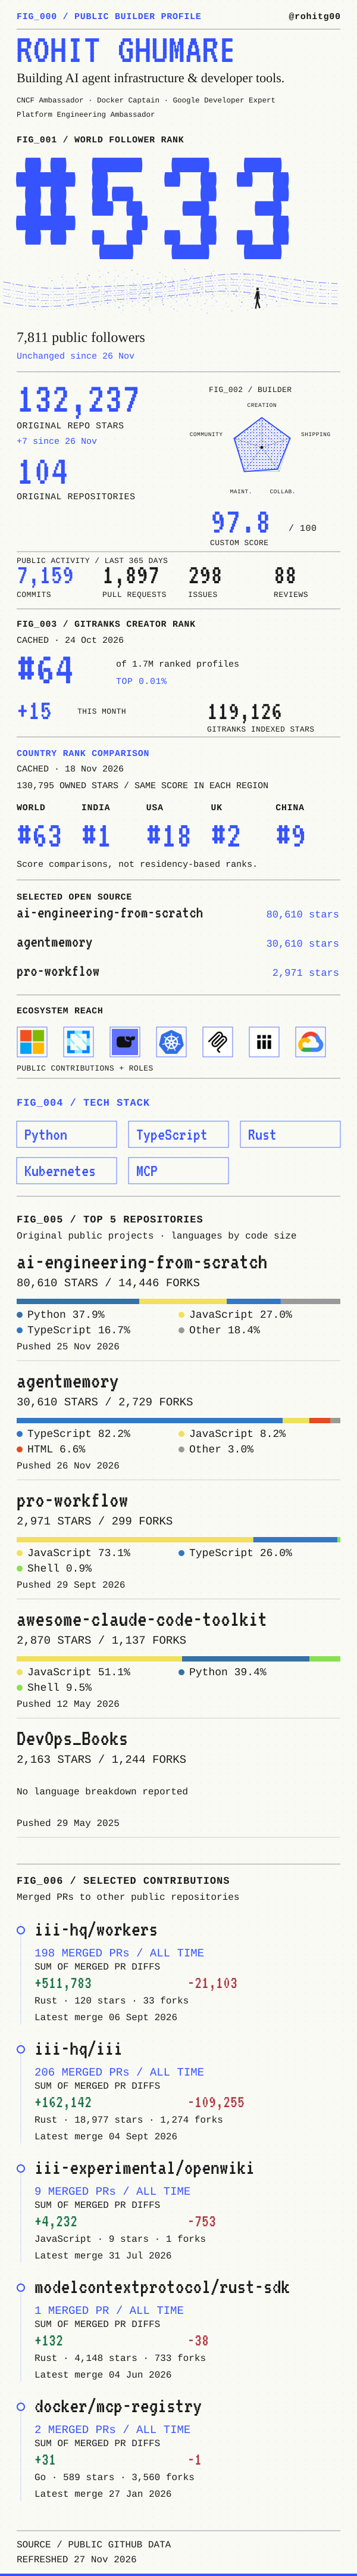 FIG_000 / PUBLIC BUILDER PROFILE @rohitg00
ROHIT GHUMARE
Building AI agent infrastructure & developer tools.
CNCF Ambassador · Docker Captain · Google Developer Expert
Platform Engineering Ambassador
FIG_001 / WORLD FOLLOWER RANK
#533
7,811 public followers
Unchanged since 26 Nov
132,237
ORIGINAL REPO STARS
+7 since 26 Nov
104
ORIGINAL REPOSITORIES
FIG_002 / BUILDER
CREATION
COMMUNITY SHIPPING
MAINT. COLLAB.
97.8 / 100
CUSTOM SCORE
PUBLIC ACTIVITY / LAST 365 DAYS
7,159 1,897 298 88
COMMITS PULL REQUESTS ISSUES REVIEWS
FIG_003 / GITRANKS CREATOR RANK
CACHED · 24 Oct 2026
#64 of 1.7M ranked profiles
TOP 0.01%
+15 THIS MONTH 119,126
GITRANKS INDEXED STARS
COUNTRY RANK COMPARISON
CACHED · 18 Nov 2026
130,795 OWNED STARS / SAME SCORE IN EACH REGION
WORLD INDIA USA UK CHINA
#63 #1 #18 #2 #9
Score comparisons, not residency-based ranks.
SELECTED OPEN SOURCE
ai-engineering-from-scratch 80,610 stars
agentmemory 30,610 stars
pro-workflow 2,971 stars
ECOSYSTEM REACH
iii
PUBLIC CONTRIBUTIONS + ROLES
FIG_004 / TECH STACK
Python TypeScript Rust
Kubernetes MCP
FIG_005 / TOP 5 REPOSITORIES
Original public projects · languages by code size
ai-engineering-from-scratch
80,610 STARS / 14,446 FORKS
Python 37.9% JavaScript 27.0%
TypeScript 16.7% Other 18.4%
Pushed 25 Nov 2026
agentmemory
30,610 STARS / 2,729 FORKS
TypeScript 82.2% JavaScript 8.2%
HTML 6.6% Other 3.0%
Pushed 26 Nov 2026
pro-workflow
2,971 STARS / 299 FORKS
JavaScript 73.1% TypeScript 26.0%
Shell 0.9%
Pushed 29 Sept 2026
awesome-claude-code-toolkit
2,870 STARS / 1,137 FORKS
JavaScript 51.1% Python 39.4%
Shell 9.5%
Pushed 12 May 2026
DevOps_Books
2,163 STARS / 1,244 FORKS
No language breakdown reported
Pushed 29 May 2025
FIG_006 / SELECTED CONTRIBUTIONS
Merged PRs to other public repositories
iii-hq/workers
198 MERGED PRs / ALL TIME
SUM OF MERGED PR DIFFS
+511,783 -21,103
Rust · 120 stars · 33 forks
Latest merge 06 Sept 2026
iii-hq/iii
206 MERGED PRs / ALL TIME
SUM OF MERGED PR DIFFS
+162,142 -109,255
Rust · 18,977 stars · 1,274 forks
Latest merge 04 Sept 2026
iii-experimental/openwiki
9 MERGED PRs / ALL TIME
SUM OF MERGED PR DIFFS
+4,232 -753
JavaScript · 9 stars · 1 forks
Latest merge 31 Jul 2026
modelcontextprotocol/rust-sdk
1 MERGED PR / ALL TIME
SUM OF MERGED PR DIFFS
+132 -38
Rust · 4,148 stars · 733 forks
Latest merge 04 Jun 2026
docker/mcp-registry
2 MERGED PRs / ALL TIME
SUM OF MERGED PR DIFFS
+31 -1
Go · 589 stars · 3,560 forks
Latest merge 27 Jan 2026
SOURCE / PUBLIC GITHUB DATA
REFRESHED 27 Nov 2026